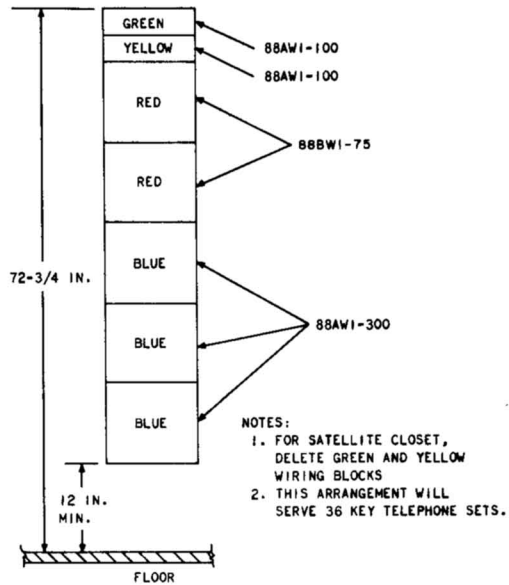 GREEN
88AW1-100
YELLOW
88AW1-100
RED
88BW1-75
RED
72-3/4 IN.
BLUE
BLUE
88AW1-300
BLUE
NOTES:
1. FOR SATELLITE CLOSET,
DELETE GREEN AND YELLOW
WIRING BLOCKS
2. THIS ARRANGEMENT WILL
SERVE 36 KEY TELEPHONE SETS.
12 IN.
MIN.
FLOOR